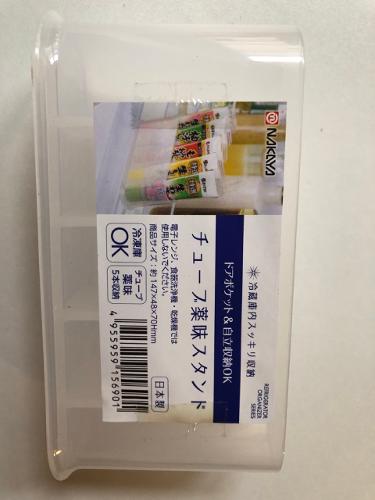 NAKAYA
冷蔵庫内スッキリ収納
REFRIGERATOR
ORGANIZER
SERIES
ドアポケット&自立収納OK
チューブ薬味スタンド
日本製
電子レンジ、食器洗浄機・乾燥機では
使用しないでください。
商品サイズ:約147×48×70Hmm
冷凍庫
OK
チューブ
薬味
5本収納
4 955959 156901